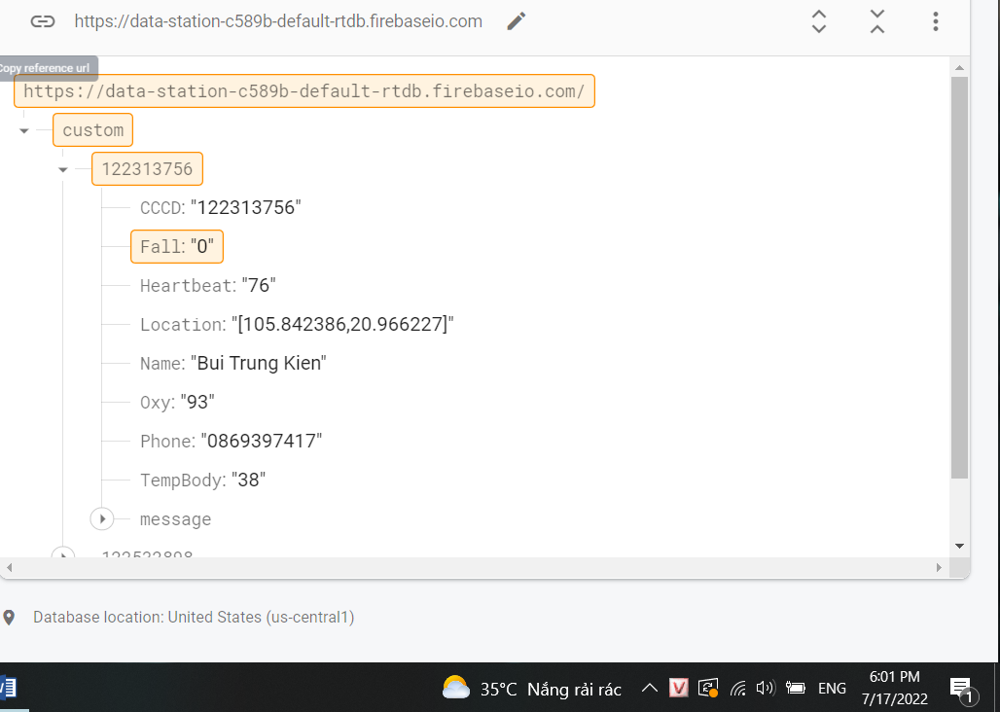 https://data-station-c589b-default-rtdb.firebaseio.com
Copy reference url
https://data-station-c589b-default-rtdb.firebaseio.com/
custom
122313756
CCCD: "122313756"
Fall: "0"
Heartbeat: "76"
Location: "[105.842386,20.966227]"
Name: "Bui Trung Kien"
Oxy: "93"
Phone: "0869397417"
TempBody: "38"
message
122532898
Database location: United States (us-central1)
35°C Nắng rải rác
V
ENG
6:01 PM
7/17/2022
1